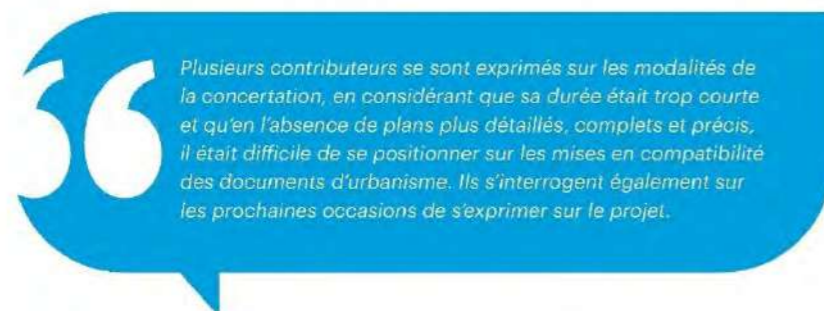 Plusieurs contributeurs se sont exprimés sur les modalités de
la concertation, en considérant que sa durée était trop courte
et qu'en l'absence de plans plus détaillés, complets et précis,
il était difficile de se positionner sur les mises en compatibilité
des documents d'urbanisme. Ils s'interrogent également sur
les prochaines occasions de s'exprimer sur le projet.